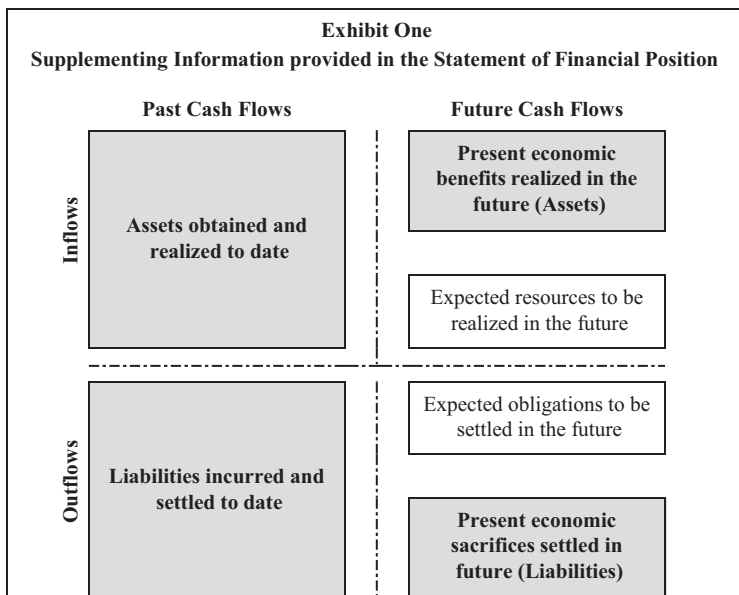 Exhibit One
Supplementing Information provided in the Statement of Financial Position
Past Cash Flows
Future Cash Flows
Inflows
Assets obtained and
realized to date
Present economic
benefits realized in the
future (Assets)
Expected resources to be
realized in the future
Outflows
Liabilities incurred and
settled to date
Expected obligations to be
settled in the future
Present economic
sacrifices settled in
future (Liabilities)